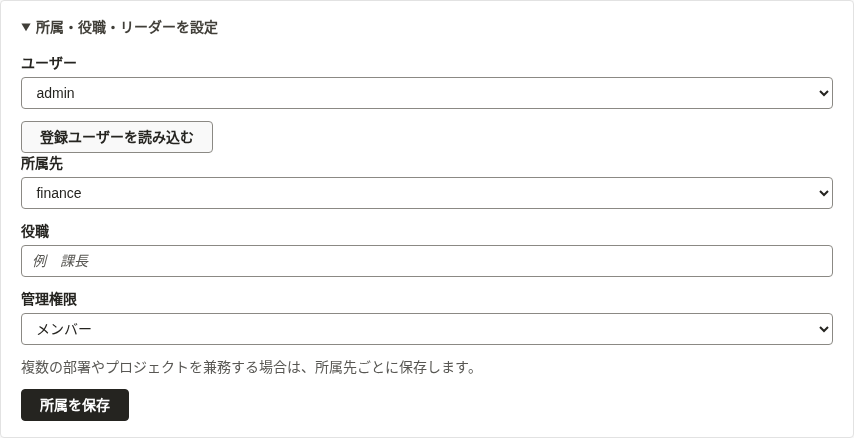 ▼ 所属・役職・リーダーを設定
ユーザー
admin
登録ユーザーを読み込む
所属先
finance
役職
例　課長
管理権限
メンバー
複数の部署やプロジェクトを兼務する場合は、所属先ごとに保存します。
所属を保存